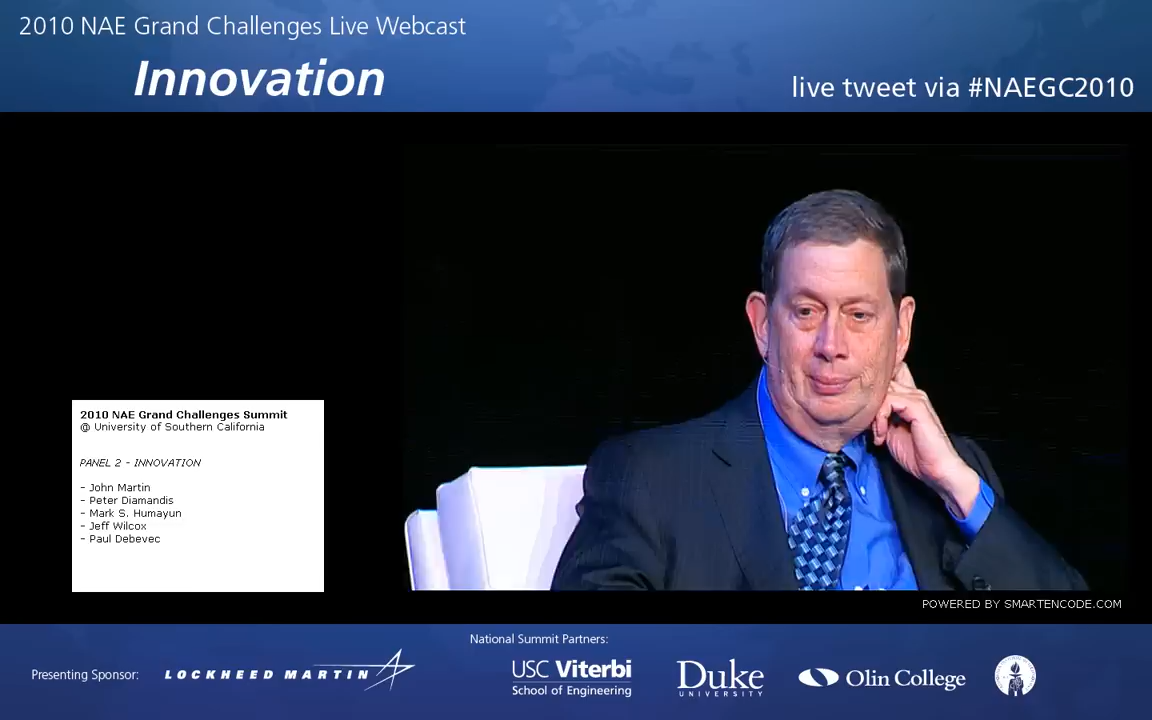 2010 NAE Grand Challenges Live Webcast
Innovation
live tweet via #NAEGC2010
2010 NAE Grand Challenges Summit
@ University of Southern California
PANEL 2 - INNOVATION
- John Martin
- Peter Diamandis
- Mark S. Humayun
- Jeff Wilcox
- Paul Debevec
POWERED BY SMARTENCODE.COM
National Summit Partners:
Presenting Sponsor:
LOCKHEED MARTIN
USC Viterbi
School of Engineering
Duke
UNIVERSITY
Olin College